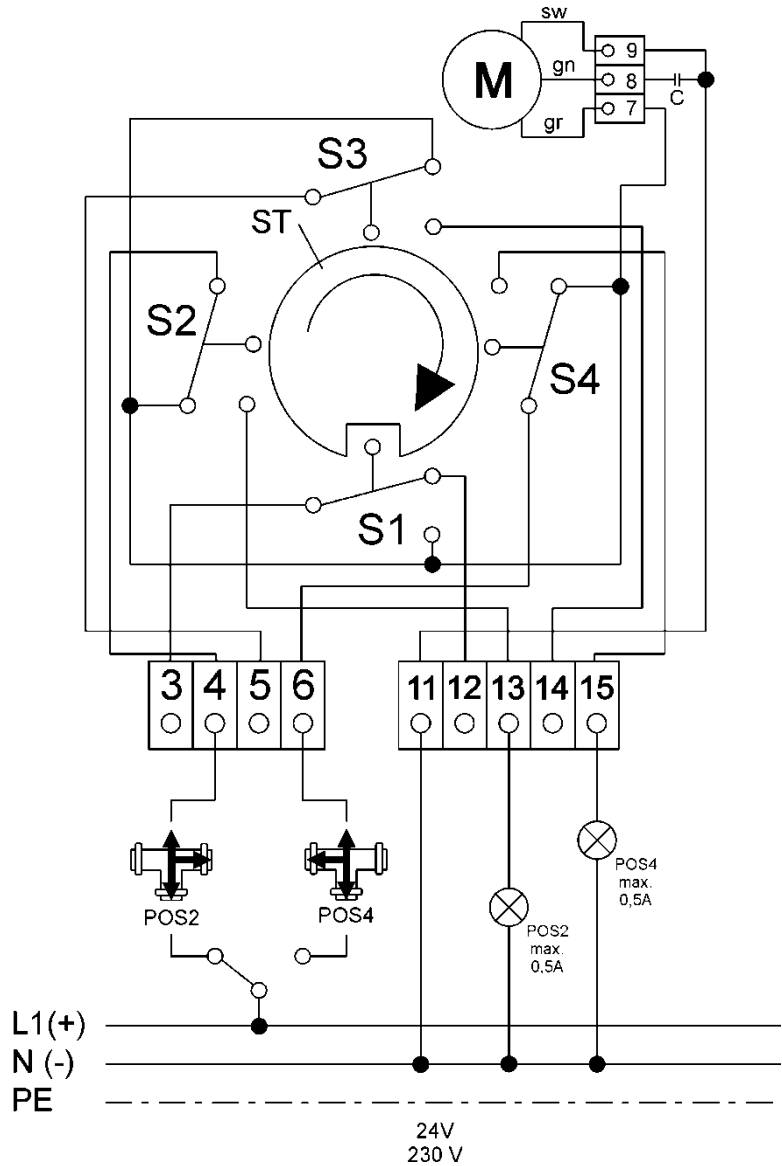 sw
9
gn
M
8
C
7
gr
S3
ST
S2
S4
S1
3 4 5 6
11 12 13 14 15
POS4
max.
0,5A
POS2
POS4
POS2
max.
0,5A
L1(+)
N (-)
PE
24V
230 V